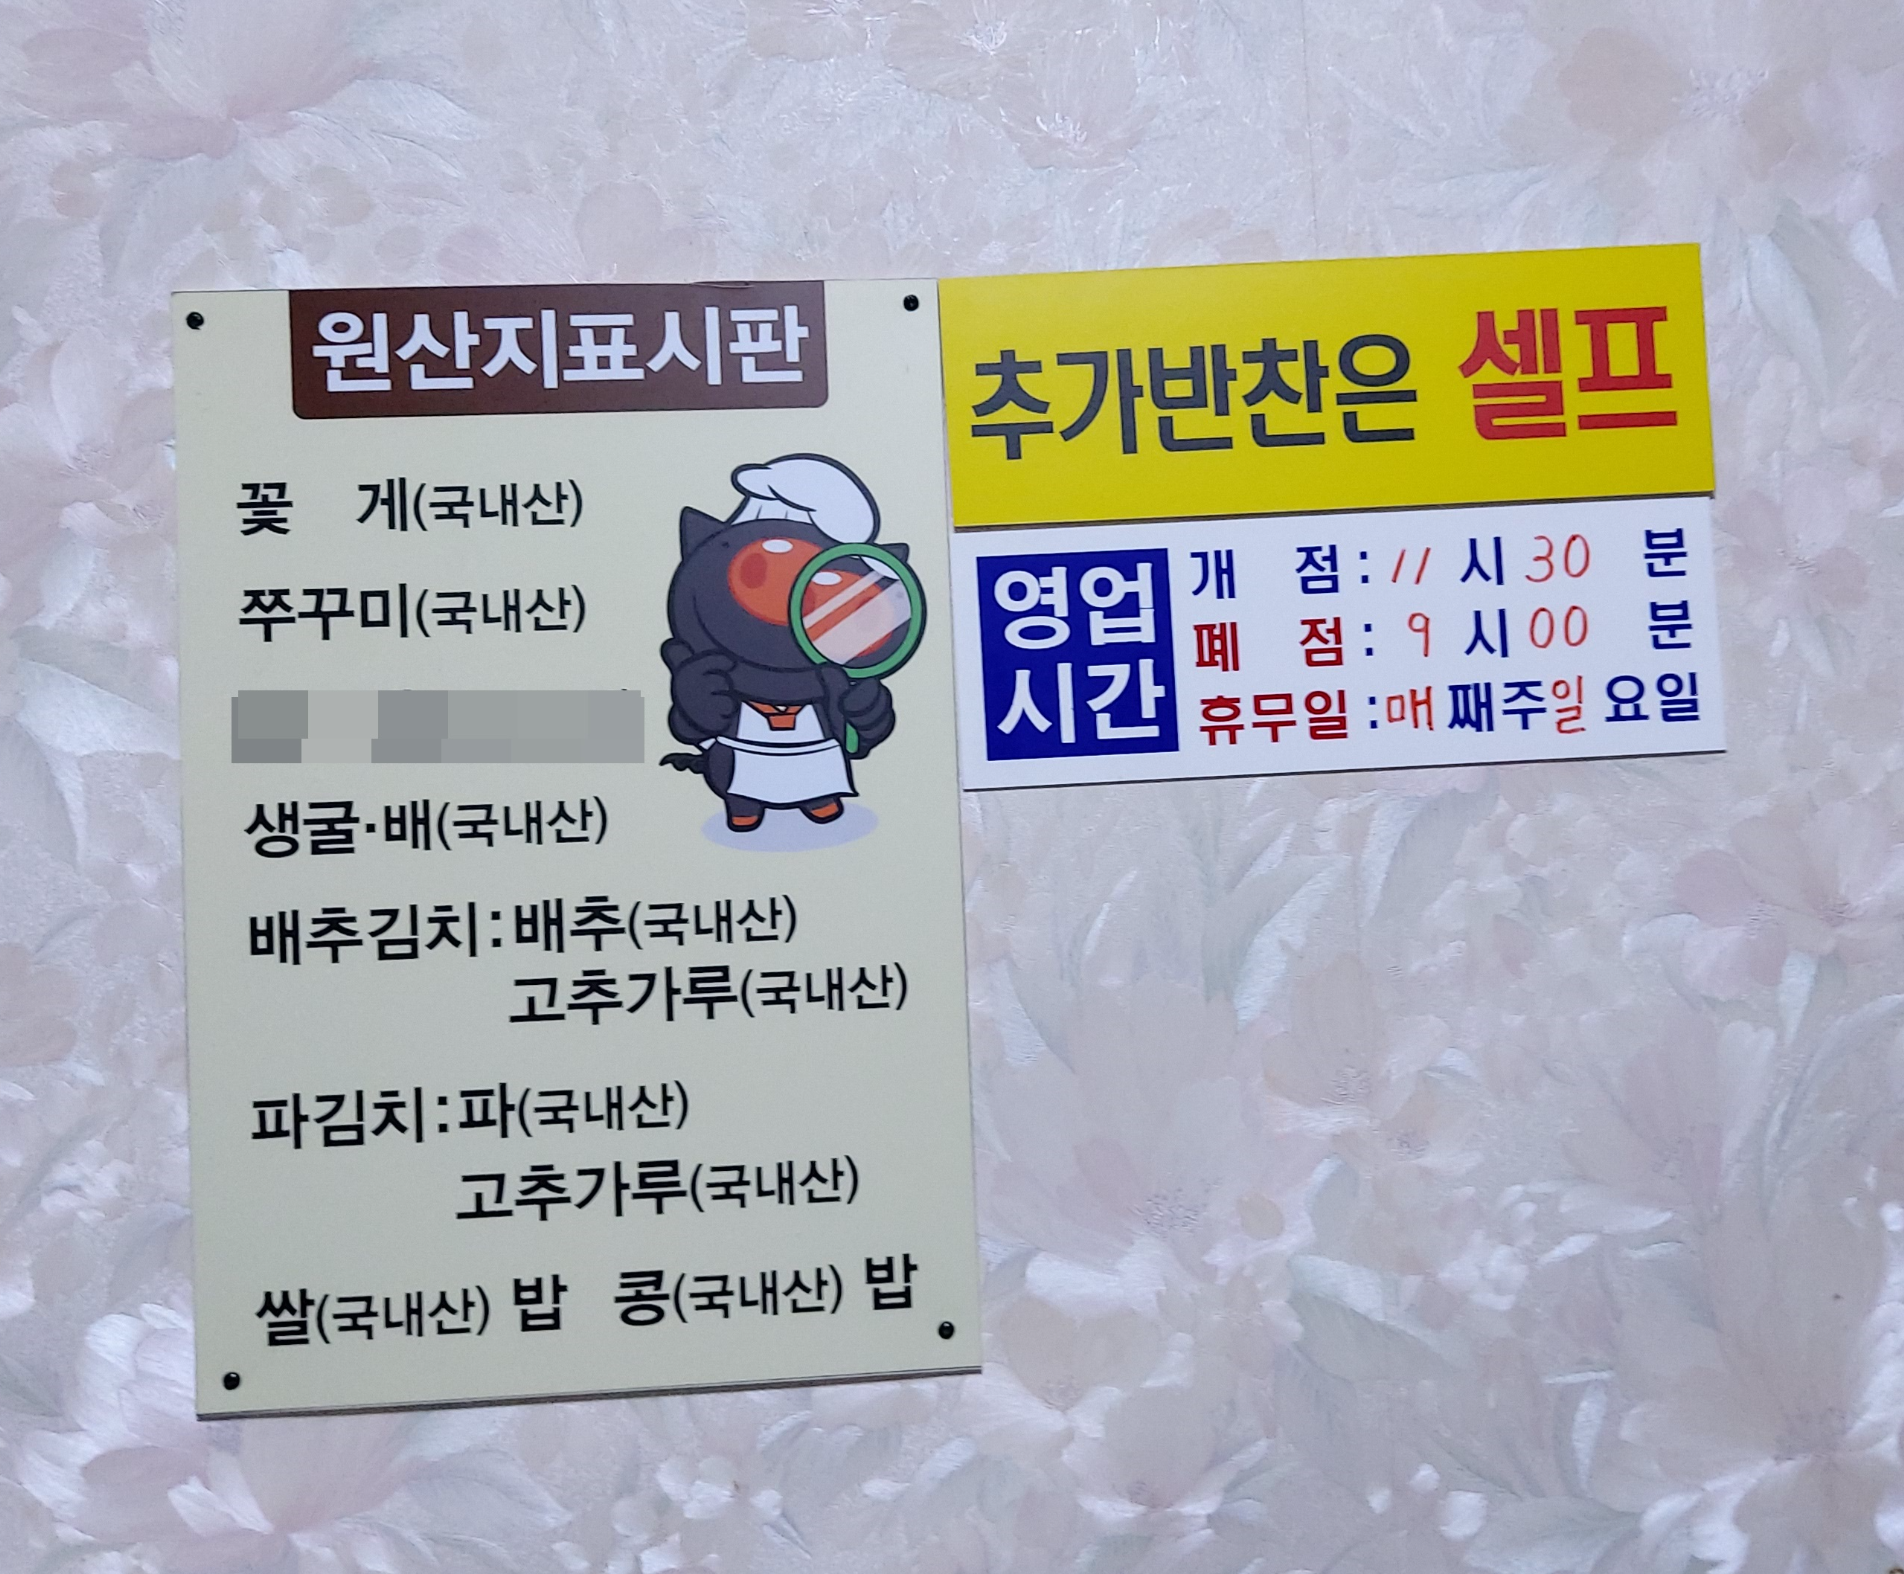 원산지표시판
꽃 게(국내산)
쭈꾸미(국내산)
생굴·배(국내산)
배추김치:배추(국내산)
고추가루(국내산)
파김치:파(국내산)
고추가루(국내산)
쌀(국내산) 밥 콩(국내산) 밥
추가반찬은 셀프
영업
시간
개 점: 11 시 30 분
폐 점: 9 시 00 분
휴무일:매 째주일 요일